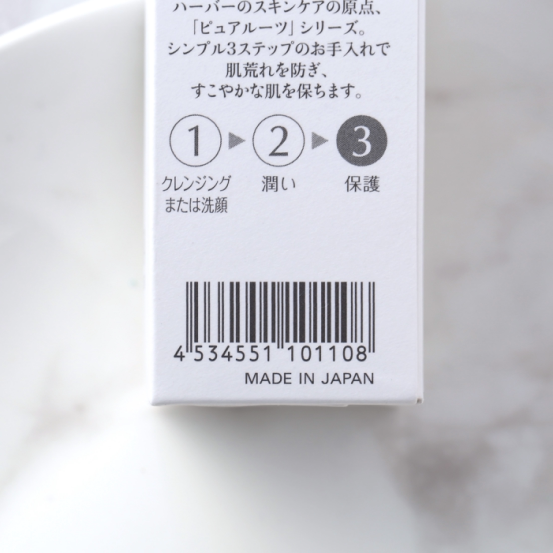 ハーバーのスキンケアの原点、
「ピュアルーツ」シリーズ。
シンプル3ステップのお手入れで
肌荒れを防ぎ、
すこやかな肌を保ちます。
1 ▶ 2 ▶ 3
クレンジング 潤い 保護
または洗顔
4 534551 101108
MADE IN JAPAN